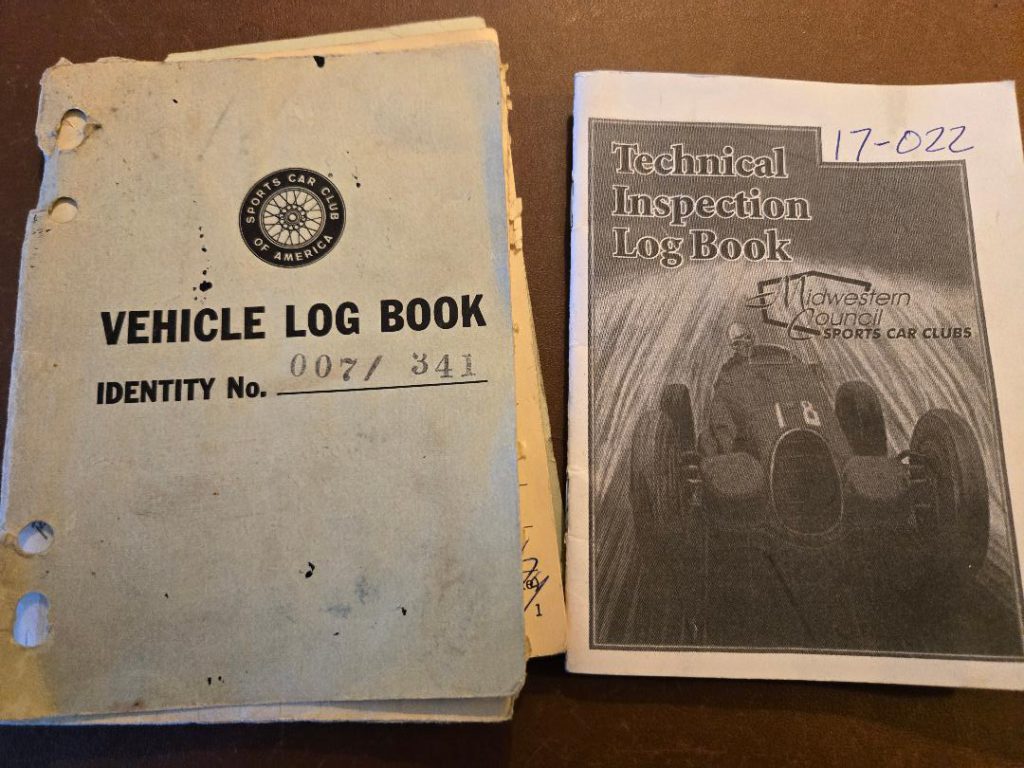 SPORTS CAR CLUB
OF AMERICA
VEHICLE LOG BOOK
IDENTITY No. 007/ 341
1
17-022
Technical
Inspection
Log Book
Midwestern
Council
SPORTS CAR CLUBS
18